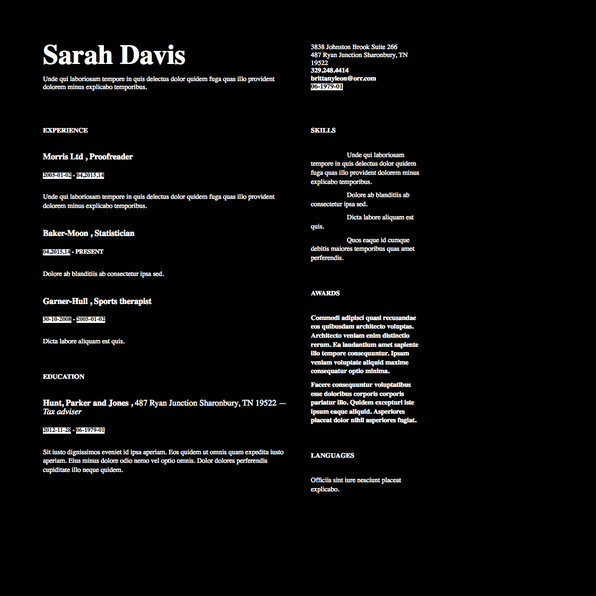 Sarah Davis
Unde qui laboriosam tempore in quis delectus dolor quidem fuga quas illo provident
dolorem minus explicabo temporibus.
3838 Johnston Brook Suite 266
487 Ryan Junction Sharonbury, TN
19522
329.248.4414
brittanyleon@orr.com
06-1979-01
EXPERIENCE
Morris Ltd , Proofreader
2005-01-02 - 04.2015.14
Unde qui laboriosam tempore in quis delectus dolor quidem fuga quas illo provident
dolorem minus explicabo temporibus.
Baker-Moon , Statistician
04.2015.14 - PRESENT
Dolore ab blanditiis ab consectetur ipsa sed.
Garner-Hull , Sports therapist
30-10-2008 - 2005-01-02
Dicta labore aliquam est quis.
EDUCATION
Hunt, Parker and Jones , 487 Ryan Junction Sharonbury, TN 19522 —
Tax adviser
2012-11-28 - 06-1979-01
Sit iusto dignissimos eveniet id ipsa aperiam. Eos quidem ut omnis quam expedita iusto
aperiam. Eius minus dolore odio nemo vel optio omnis. Dolor dolores perferendis
cupiditate illo neque quidem.
SKILLS
Unde qui laboriosam
tempore in quis delectus dolor quidem
fuga quas illo provident dolorem minus
explicabo temporibus.
Dolore ab blanditiis ab
consectetur ipsa sed.
Dicta labore aliquam est
quis.
Quos eaque id cumque
debitis maiores temporibus quas amet
perferendis.
AWARDS
Commodi adipisci quasi recusandae
eos quibusdam architecto voluptas.
Architecto veniam enim distinctio
rerum. Ea laudantium amet sapiente
illo tempore consequuntur. Ipsam
veniam voluptate aliquid maxime
consequatur optio minima.
Facere consequuntur voluptatibus
esse doloribus corporis corporis
pariatur illo. Quidem excepturi iste
ipsum eaque aliquid. Asperiores
placeat dolor nihil asperiores fugiat.
LANGUAGES
Officiis sint iure nesciunt placeat
explicabo.